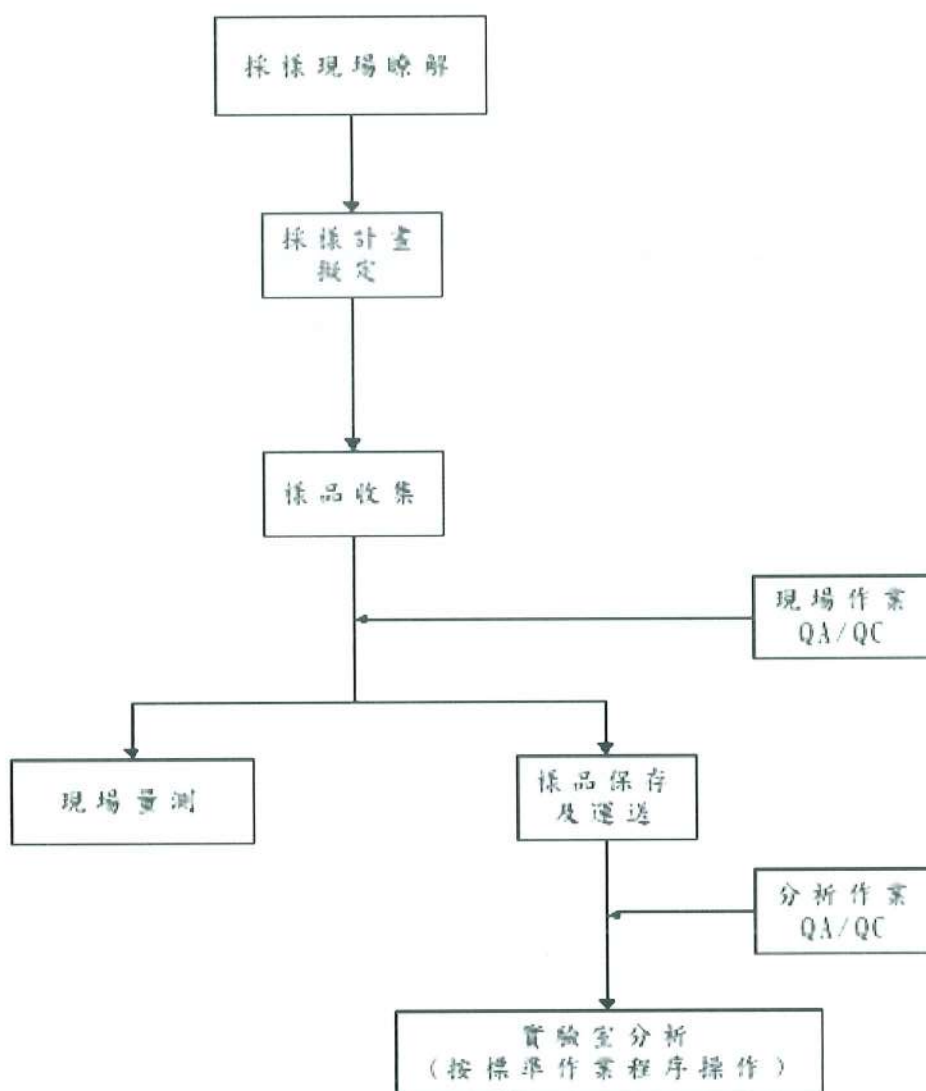 採樣現場瞭解
採樣計畫
擬定
樣品收集
現場作業
QA/QC
現場量測
樣品保存
及運送
分析作業
QA/QC
實驗室分析
(按標準作業程序操作)